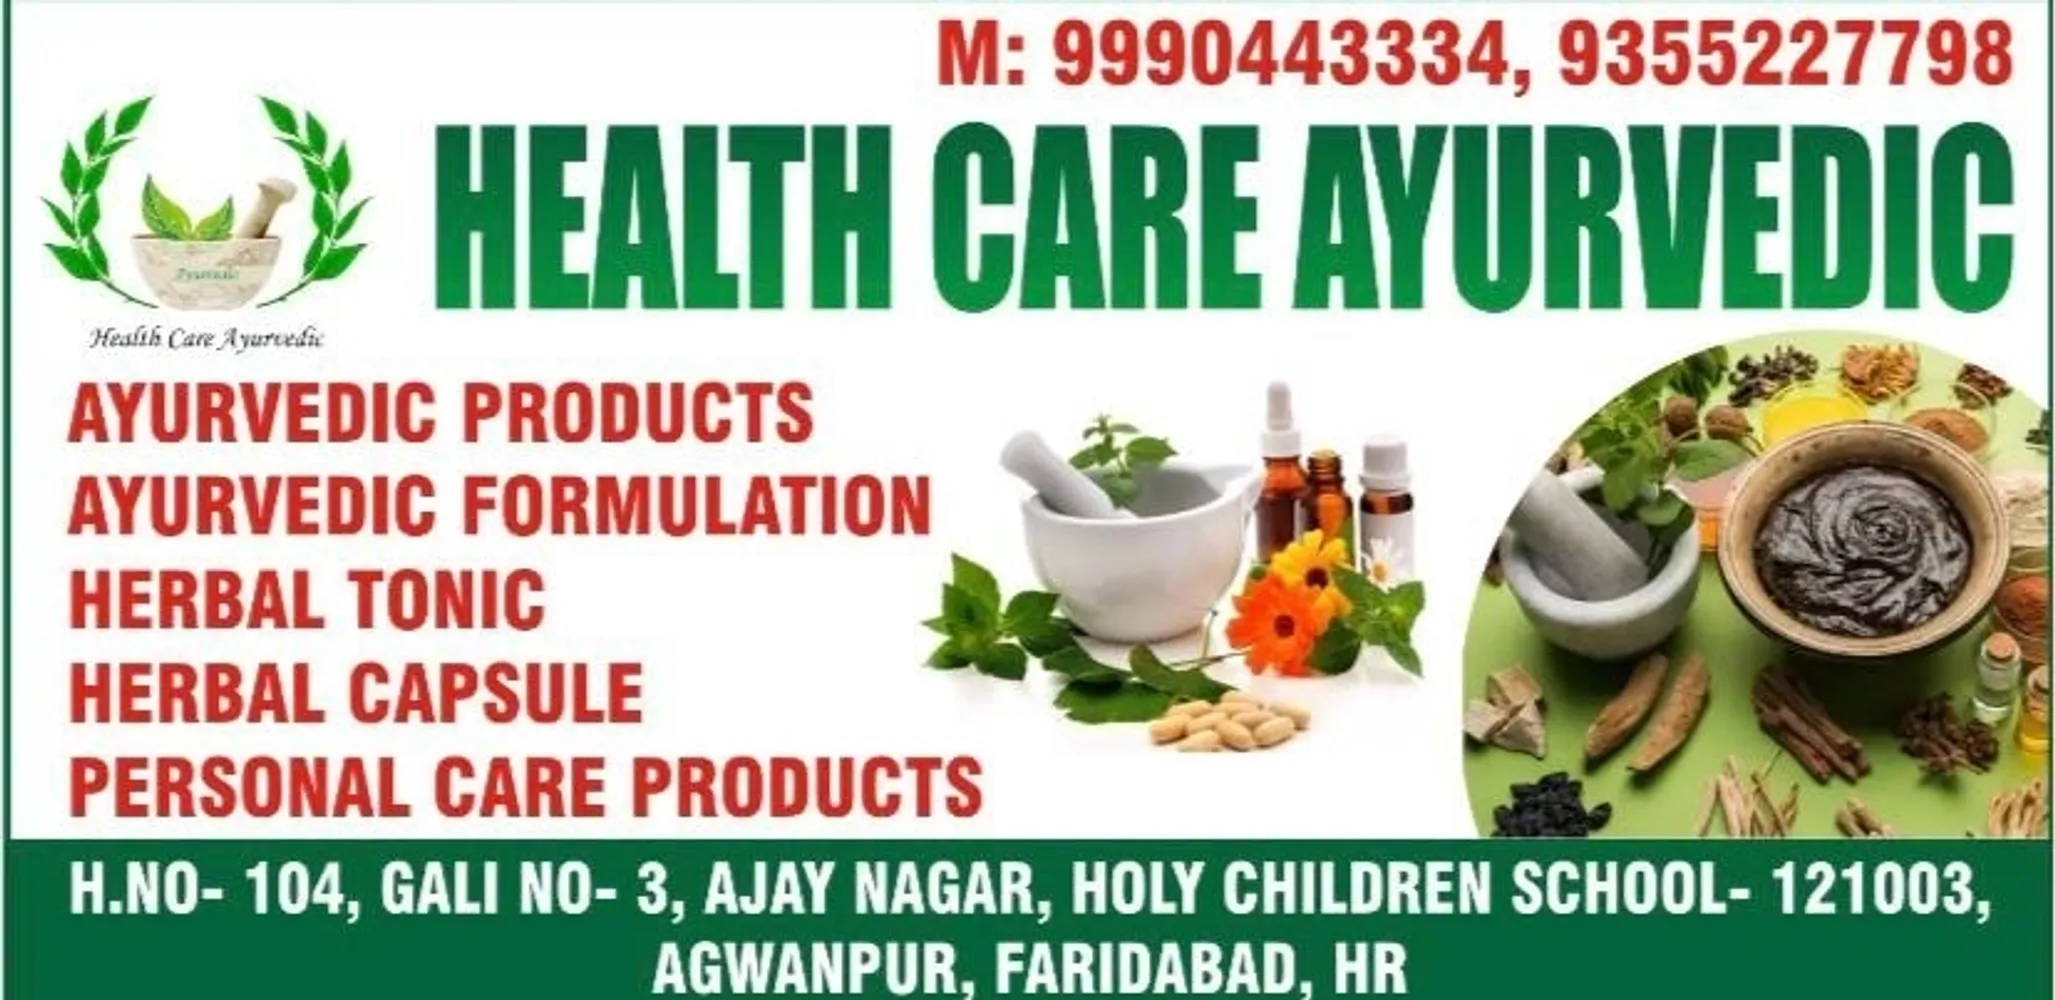 M: 9990443334, 9355227798
HEALTH CARE AYURVEDIC
Ayurvedic
Health Care Ayurvedic
AYURVEDIC PRODUCTS
AYURVEDIC FORMULATION
HERBAL TONIC
HERBAL CAPSULE
PERSONAL CARE PRODUCTS
H.NO- 104, GALI NO- 3, AJAY NAGAR, HOLY CHILDREN SCHOOL- 121003,
AGWANPUR, FARIDABAD, HR